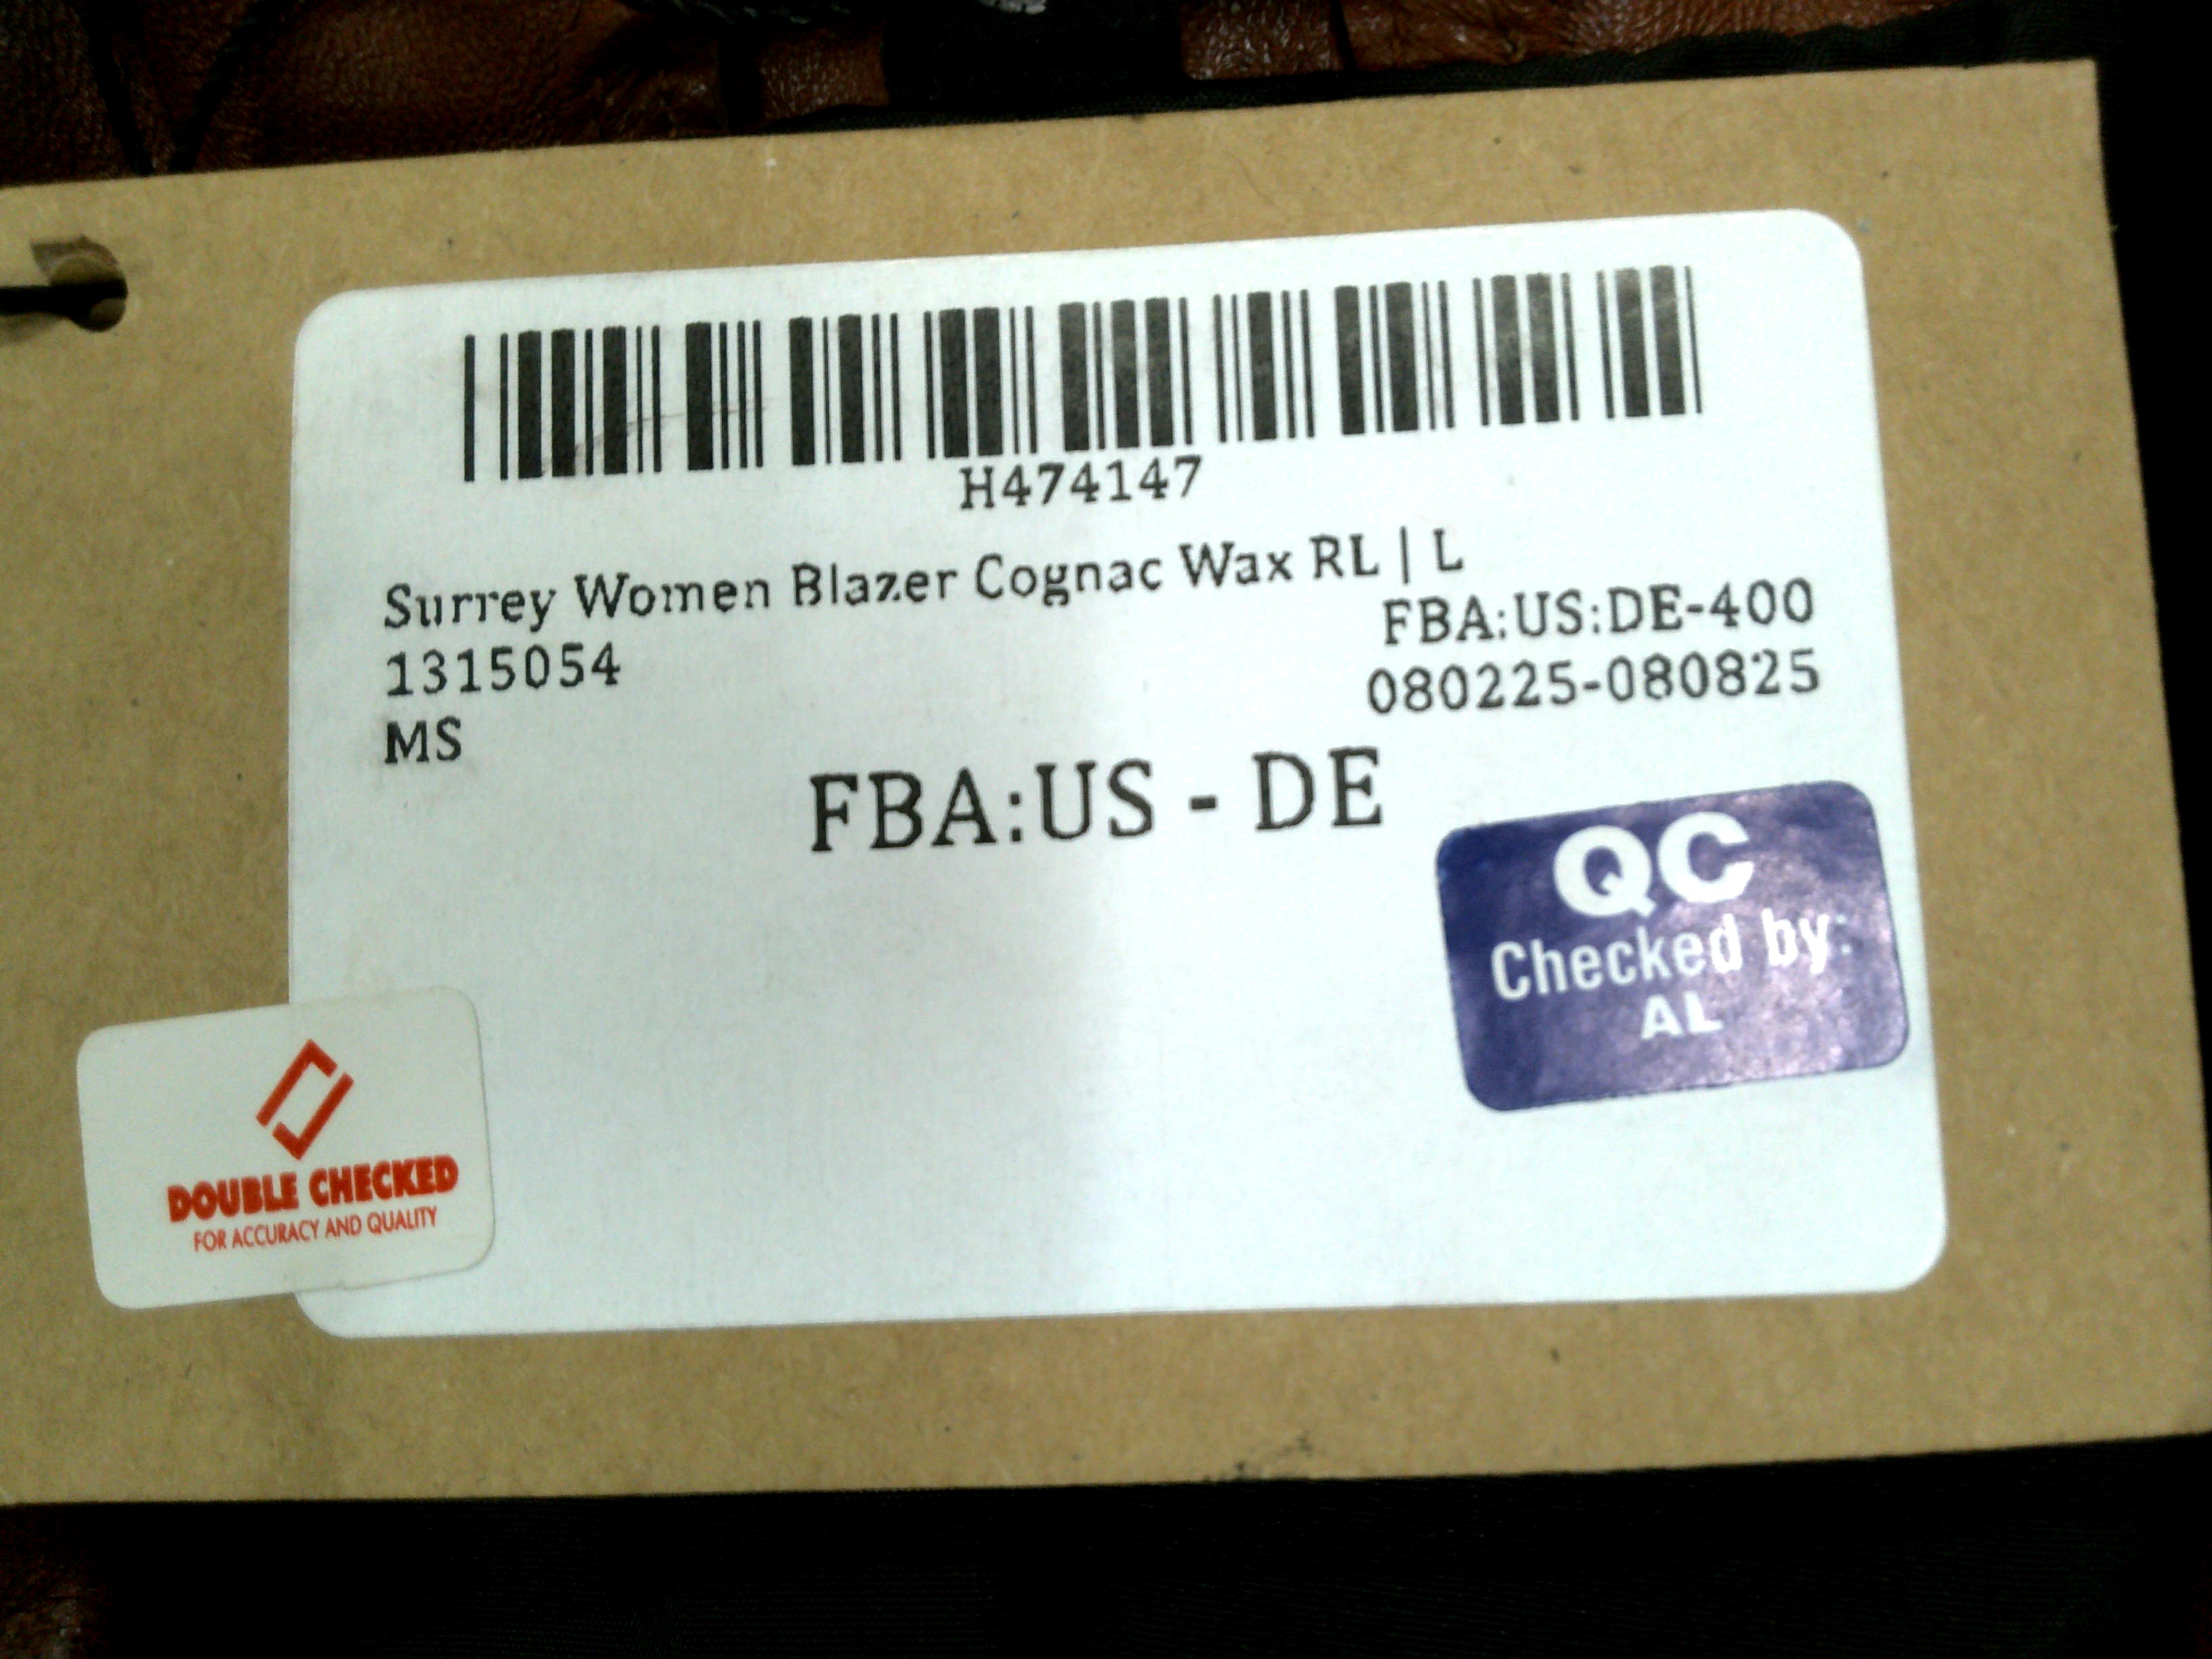 H474147
Surrey Women Blazer Cognac Wax RL | L
FBA:US:DE-400
1315054
080225-080825
MS
FBA:US - DE
QC
Checked by:
AL
DOUBLE CHECKED
FOR ACCURACY AND QUALITY